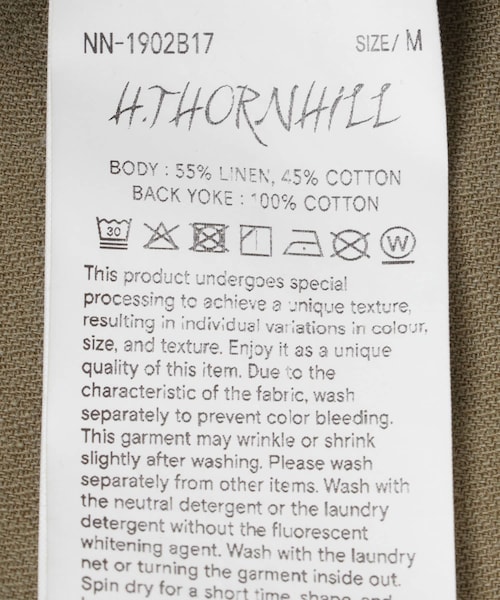 NN-1902B17 SIZE/ M
H.THORNHILL
BODY : 55% LINEN, 45% COTTON
BACK YOKE : 100% COTTON
30 W
This product undergoes special
processing to achieve a unique texture,
resulting in individual variations in colour,
size, and texture. Enjoy it as a unique
quality of this item. Due to the
characteristic of the fabric, wash
separately to prevent color bleeding.
This garment may wrinkle or shrink
slightly after washing. Please wash
separately from other items. Wash with
the neutral detergent or the laundry
detergent without the fluorescent
whitening agent. Wash with the laundry
net or turning the garment inside out.
Spin dry for a short time, shape, and